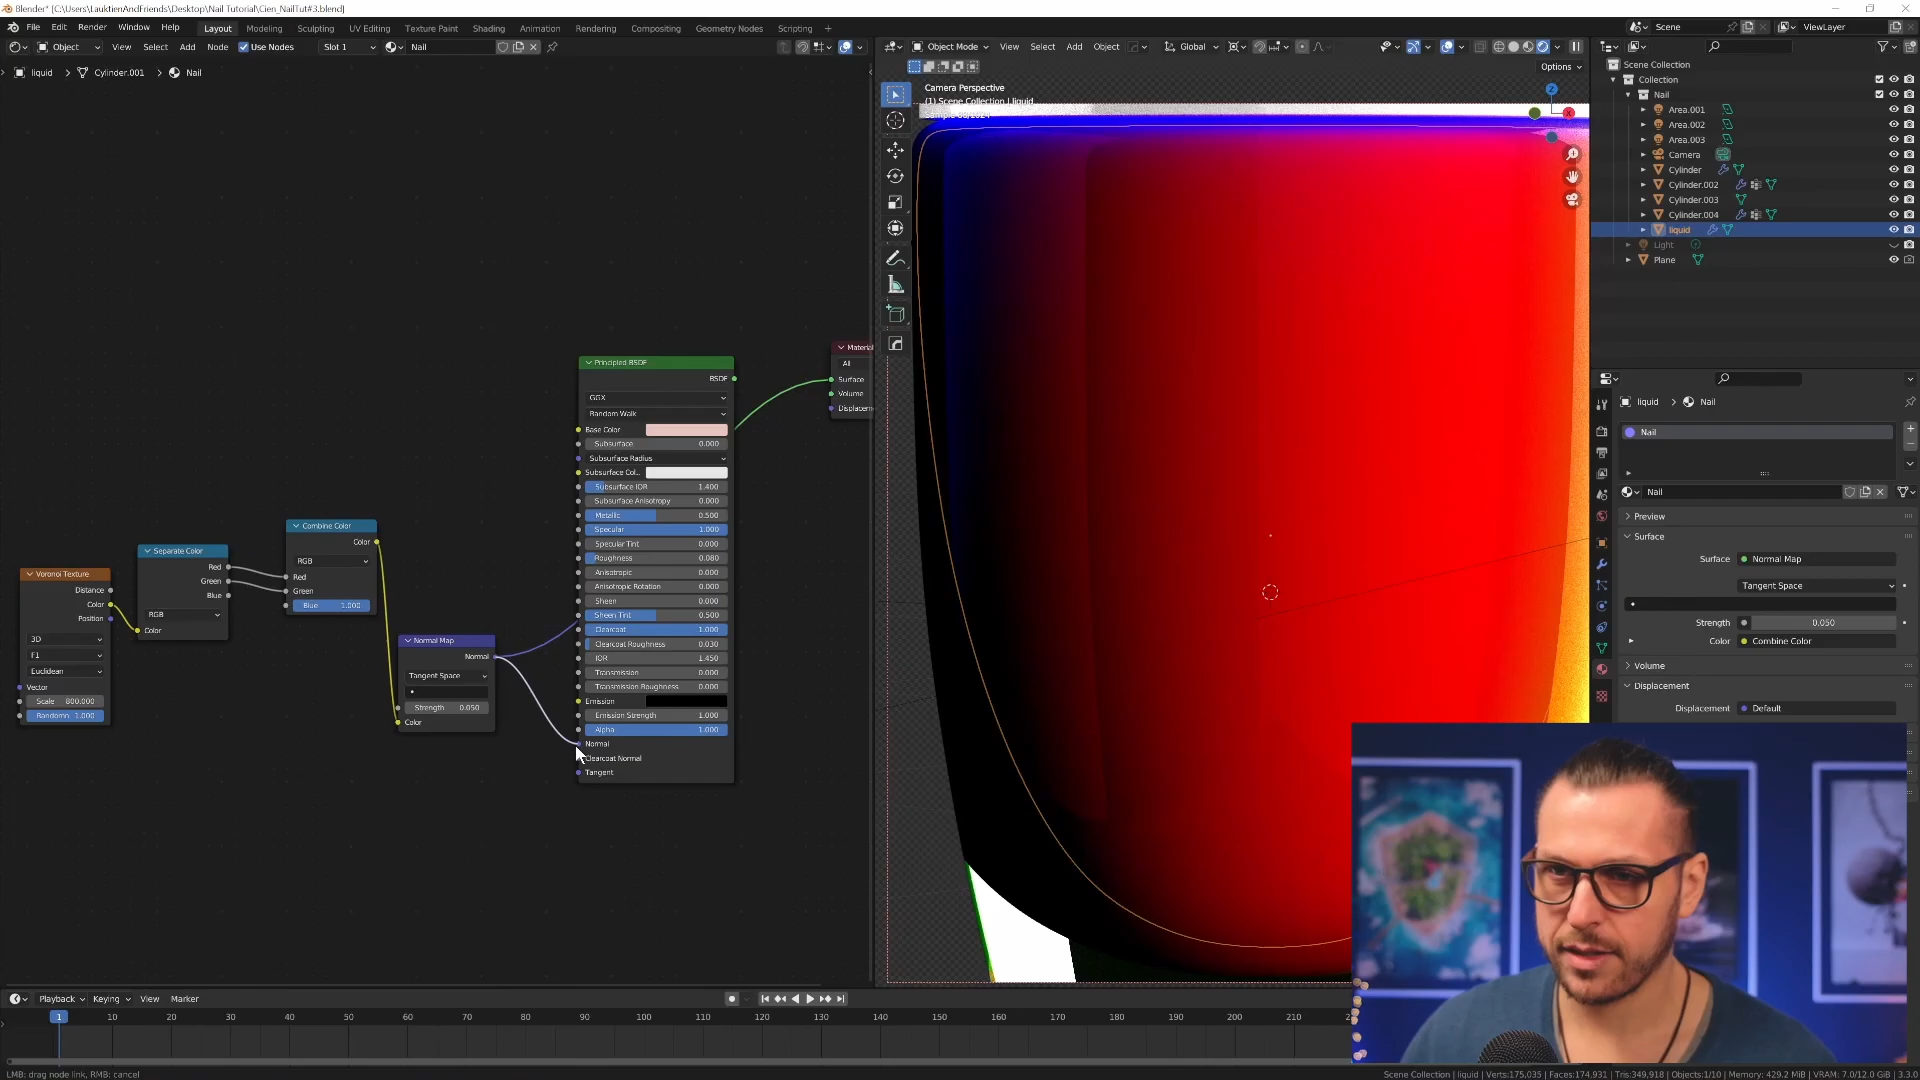 Blender* [C:\Users\LauktienAndFriends\Desktop\Nail Tutorial\Cien_NailTut#3.blend]
File Edit Render Window Help Layout Modeling Sculpting UV Editing Texture Paint Shading Animation Rendering Compositing Geometry Nodes Scripting + Scene ViewLayer
Object View Select Add Node Use Nodes Slot 1 Nail
Object Mode View Select Add Object Global
Options
liquid > Cylinder.001 > Nail
Camera Perspective
(1) Scene Collection | liquid
Scene Collection
Collection
Nail
Area.001
Area.002
Area.003
Camera
Cylinder
Cylinder.002
Cylinder.003
Cylinder.004
liquid
Light
Plane
Z
X
Material
All
Surface
Volume
Displacem
Principled BSDF
BSDF
GGX
Random Walk
Base Color
Subsurface 0.000
Subsurface Radius
Subsurface Col..
Subsurface IOR 1.400
Subsurface Anisotropy 0.000
Metallic 0.500
Specular 1.000
Specular Tint 0.000
Roughness 0.080
Anisotropic 0.000
Anisotropic Rotation 0.000
Sheen 0.000
Sheen Tint 0.500
Clearcoat 1.000
Clearcoat Roughness 0.030
IOR 1.450
Transmission 0.000
Transmission Roughness 0.000
Emission
Emission Strength 1.000
Alpha 1.000
Normal
Clearcoat Normal
Tangent
Combine Color
Color
RGB
Red
Green
Blue 1.000
Separate Color
Red
Green
Blue
RGB
Color
Voronoi Texture
Distance
Color
Position
3D
F1
Euclidean
Vector
Scale 800.000
Randomn 1.000
Normal Map
Normal
Tangent Space
Strength 0.050
Color
liquid > Nail
Nail
Nail
Preview
Surface
Surface Normal Map
Tangent Space
Strength 0.050
Color Combine Color
Volume
Displacement
Displacement Default
Playback Keying View Marker
1 10 20 30 40 50 60 70 80 90 100 110 120 130 140 150 160 170 180 190 200 210
LMB: drag node link, RMB: cancel
Scene Collection | liquid | Verts:175,035 | Faces:174,931 | Tris:349,918 | Objects:1/10 | Memory: 429.2 MiB | VRAM: 7.0/12.0 GiB | 3.3.0